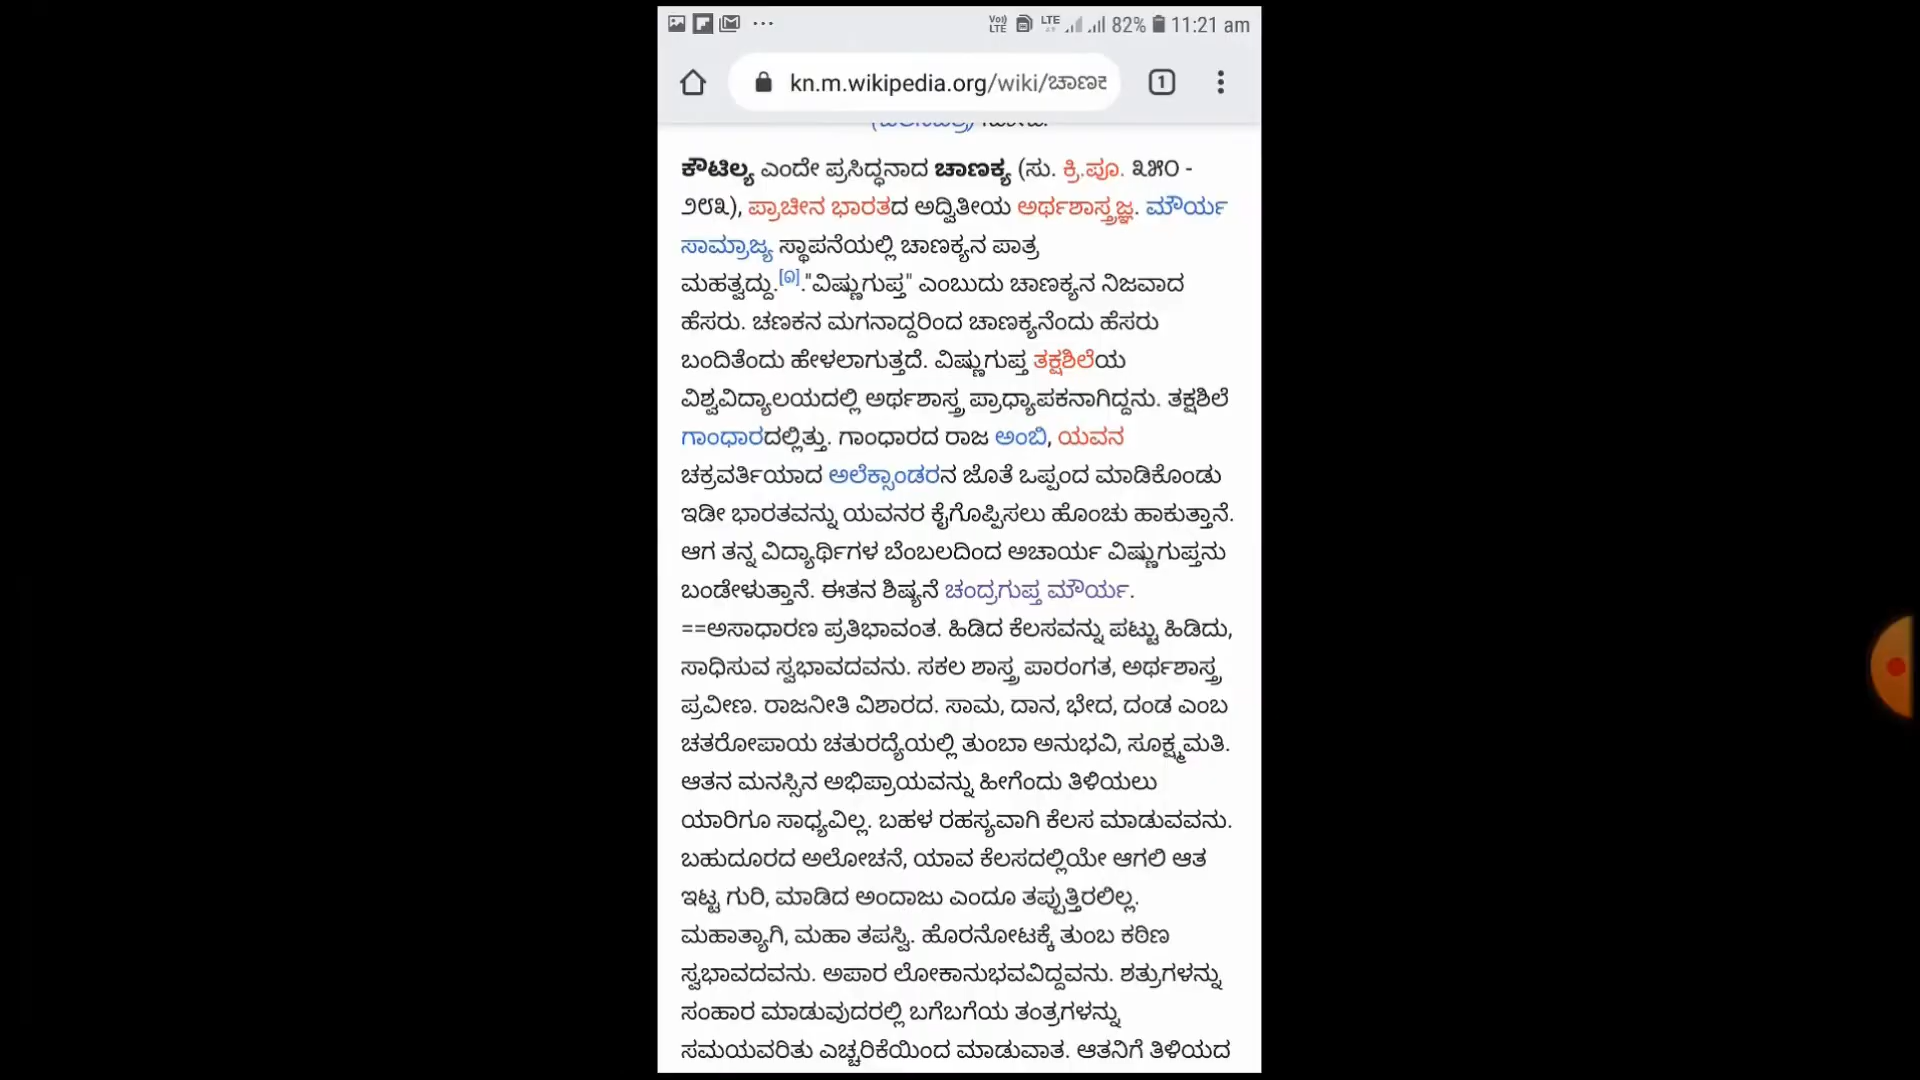 82% 11:21 am
kn.m.wikipedia.org/wiki/ಚಾಣಕ
1
ಕೌಟಿಲ್ಯ ಎಂದೇ ಪ್ರಸಿದ್ಧನಾದ ಚಾಣಕ್ಯ (ಸು. ಕ್ರಿ.ಪೂ. ೩೫೦ -
೨೮೩), ಪ್ರಾಚೀನ ಭಾರತದ ಅದ್ವಿತೀಯ ಅರ್ಥಶಾಸ್ತ್ರಜ್ಞ. ಮೌರ್ಯ
ಸಾಮ್ರಾಜ್ಯ ಸ್ಥಾಪನೆಯಲ್ಲಿ ಚಾಣಕ್ಯನ ಪಾತ್ರ
ಮಹತ್ವದ್ದು.[೧]."ವಿಷ್ಣುಗುಪ್ತ" ಎಂಬುದು ಚಾಣಕ್ಯನ ನಿಜವಾದ
ಹೆಸರು. ಚಣಕನ ಮಗನಾದ್ದರಿಂದ ಚಾಣಕ್ಯನೆಂದು ಹೆಸರು
ಬಂದಿತೆಂದು ಹೇಳಲಾಗುತ್ತದೆ. ವಿಷ್ಣುಗುಪ್ತ ತಕ್ಷಶಿಲೆಯ
ವಿಶ್ವವಿದ್ಯಾಲಯದಲ್ಲಿ ಅರ್ಥಶಾಸ್ತ್ರ ಪ್ರಾಧ್ಯಾಪಕನಾಗಿದ್ದನು. ತಕ್ಷಶಿಲೆ
ಗಾಂಧಾರದಲ್ಲಿತ್ತು. ಗಾಂಧಾರದ ರಾಜ ಅಂಬಿ, ಯವನ
ಚಕ್ರವರ್ತಿಯಾದ ಅಲೆಕ್ಸಾಂಡರನ ಜೊತೆ ಒಪ್ಪಂದ ಮಾಡಿಕೊಂಡು
ಇಡೀ ಭಾರತವನ್ನು ಯವನರ ಕೈಗೊಪ್ಪಿಸಲು ಹೊಂಚು ಹಾಕುತ್ತಾನೆ.
ಆಗ ತನ್ನ ವಿದ್ಯಾರ್ಥಿಗಳ ಬೆಂಬಲದಿಂದ ಅಚಾರ್ಯ ವಿಷ್ಣುಗುಪ್ತನು
ಬಂಡೇಳುತ್ತಾನೆ. ಈತನ ಶಿಷ್ಯನೆ ಚಂದ್ರಗುಪ್ತ ಮೌರ್ಯ.
==ಅಸಾಧಾರಣ ಪ್ರತಿಭಾವಂತ. ಹಿಡಿದ ಕೆಲಸವನ್ನು ಪಟ್ಟು ಹಿಡಿದು,
ಸಾಧಿಸುವ ಸ್ವಭಾವದವನು. ಸಕಲ ಶಾಸ್ತ್ರ ಪಾರಂಗತ, ಅರ್ಥಶಾಸ್ತ್ರ
ಪ್ರವೀಣ. ರಾಜನೀತಿ ವಿಶಾರದ. ಸಾಮ, ದಾನ, ಭೇದ, ದಂಡ ಎಂಬ
ಚತರೋಪಾಯ ಚತುರದ್ಯೆಯಲ್ಲಿ ತುಂಬಾ ಅನುಭವಿ, ಸೂಕ್ಷ್ಮಮತಿ.
ಆತನ ಮನಸ್ಸಿನ ಅಭಿಪ್ರಾಯವನ್ನು ಹೀಗೆಂದು ತಿಳಿಯಲು
ಯಾರಿಗೂ ಸಾಧ್ಯವಿಲ್ಲ. ಬಹಳ ರಹಸ್ಯವಾಗಿ ಕೆಲಸ ಮಾಡುವವನು.
ಬಹುದೂರದ ಅಲೋಚನೆ, ಯಾವ ಕೆಲಸದಲ್ಲಿಯೇ ಆಗಲಿ ಆತ
ಇಟ್ಟ ಗುರಿ, ಮಾಡಿದ ಅಂದಾಜು ಎಂದೂ ತಪ್ಪುತ್ತಿರಲಿಲ್ಲ.
ಮಹಾತ್ಯಾಗಿ, ಮಹಾ ತಪಸ್ವಿ. ಹೊರನೋಟಕ್ಕೆ ತುಂಬ ಕಠಿಣ
ಸ್ವಭಾವದವನು. ಅಪಾರ ಲೋಕಾನುಭವವಿದ್ದವನು. ಶತ್ರುಗಳನ್ನು
ಸಂಹಾರ ಮಾಡುವುದರಲ್ಲಿ ಬಗೆಬಗೆಯ ತಂತ್ರಗಳನ್ನು
ಸಮಯವರಿತು ಎಚ್ಚರಿಕೆಯಿಂದ ಮಾಡುವಾತ. ಆತನಿಗೆ ತಿಳಿಯದ